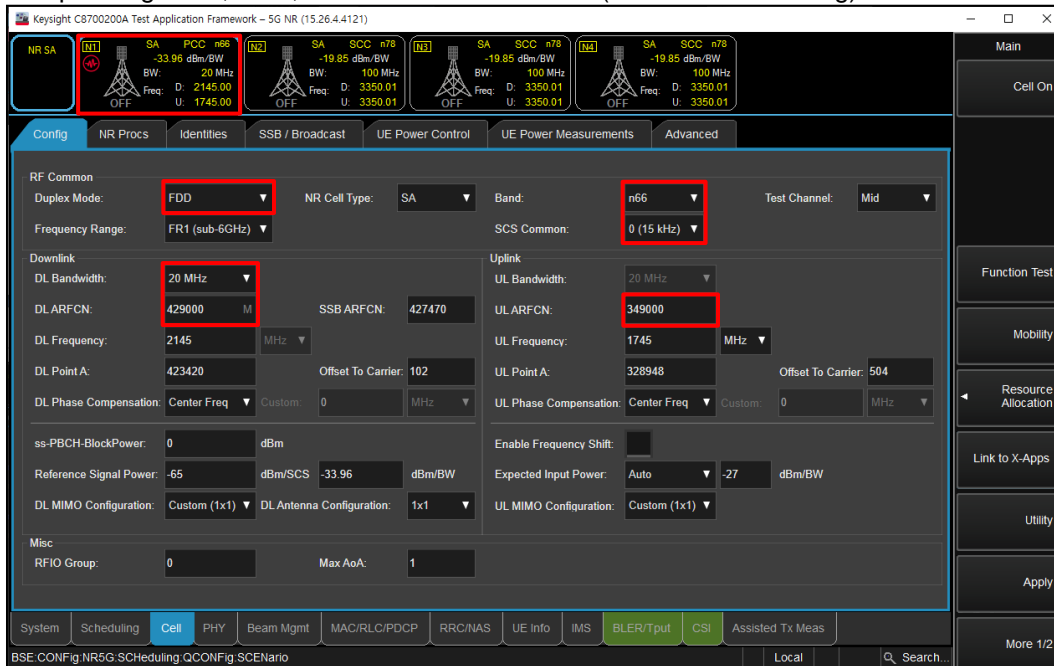 Keysight C8700200A Test Application Framework – 5G NR (15.26.4.4121)
NR SA
N1 SA PCC n66
-33.96 dBm/BW
BW: 20 MHz
Freq: D: 2145.00
U: 1745.00
OFF
N2 SA SCC n78
-19.85 dBm/BW
BW: 100 MHz
Freq: D: 3350.01
U: 3350.01
OFF
N3 SA SCC n78
-19.85 dBm/BW
BW: 100 MHz
Freq: D: 3350.01
U: 3350.01
OFF
N4 SA SCC n78
-19.85 dBm/BW
BW: 100 MHz
Freq: D: 3350.01
U: 3350.01
OFF
Config NR Procs Identities SSB / Broadcast UE Power Control UE Power Measurements Advanced
RF Common
Duplex Mode: FDD NR Cell Type: SA Band: n66 Test Channel: Mid
Frequency Range: FR1 (sub-6GHz) SCS Common: 0 (15 kHz)
Downlink
DL Bandwidth: 20 MHz
DL ARFCN: 429000 M SSB ARFCN: 427470
DL Frequency: 2145 MHz
DL Point A: 423420 Offset To Carrier: 102
DL Phase Compensation: Center Freq Custom: 0 MHz
ss-PBCH-BlockPower: 0 dBm
Reference Signal Power: -65 dBm/SCS -33.96 dBm/BW
DL MIMO Configuration: Custom (1x1) DL Antenna Configuration: 1x1
Uplink
UL Bandwidth: 20 MHz
UL ARFCN: 349000
UL Frequency: 1745 MHz
UL Point A: 328948 Offset To Carrier: 504
UL Phase Compensation: Center Freq Custom: 0 MHz
Enable Frequency Shift:
Expected Input Power: Auto -27 dBm/BW
UL MIMO Configuration: Custom (1x1)
Misc
RFIO Group: 0 Max AoA: 1
System Scheduling Cell PHY Beam Mgmt MAC/RLC/PDCP RRC/NAS UE Info IMS BLER/Tput CSI Assisted Tx Meas
BSE:CONFig:NR5G:SCHeduling:QCONFig:SCENario Local Search...
Main
Cell On
Function Test
Mobility
Resource
Allocation
Link to X-Apps
Utility
Apply
More 1/2